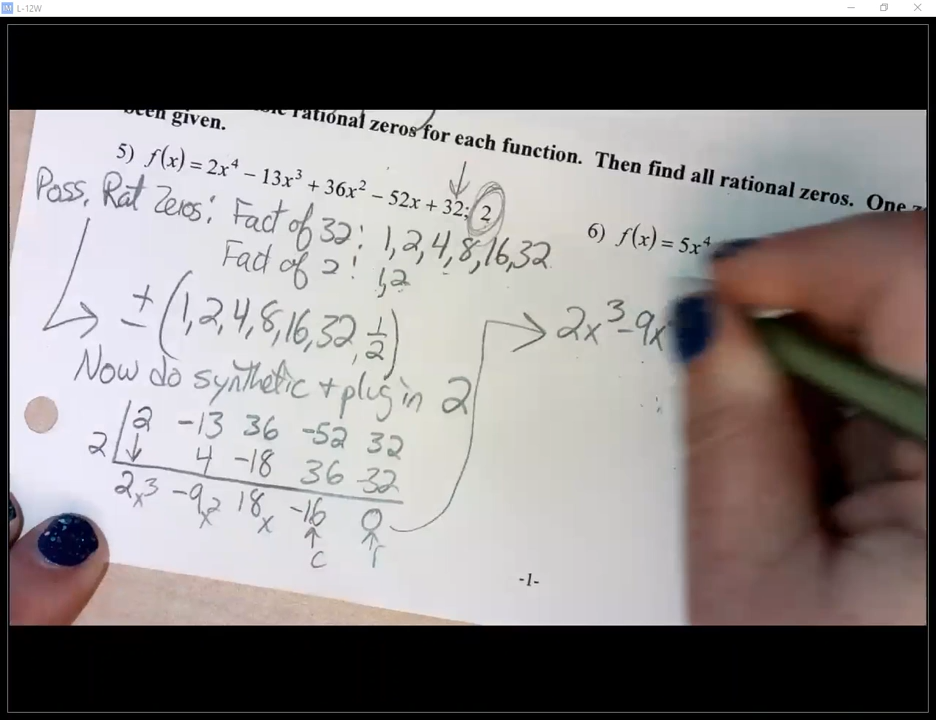 L-12W
rational zeros for each function. Then find all rational zeros. One
been given.
5) f(x) = 2x⁴ − 13x³ + 36x² − 52x + 32; 2
Poss. Rat Zeros: Fact of 32: 1,2,4,8,16,32
Fact of 2: 1,2
± (1,2,4,8,16,32, 1/2)
Now do synthetic + plug in 2
2 | 2 -13 36 -52 32
4 -18 36 -32
2x³ -9x² 18x -16 0
C r
6) f(x) = 5x⁴
2x³-9x
-1-